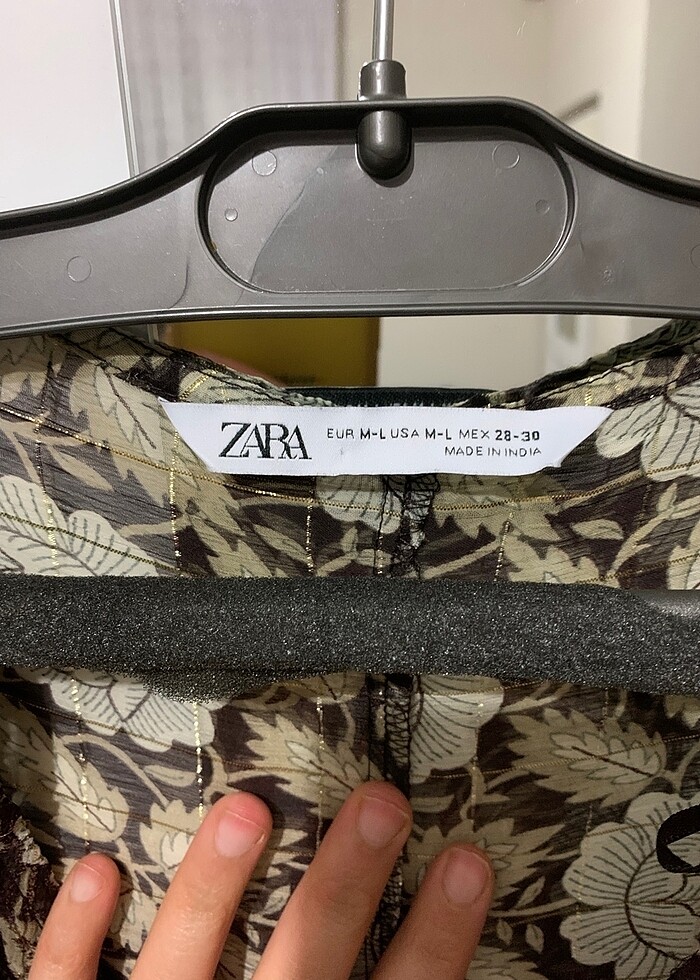 ZARA EUR M-L USA M-L MEX 28-30
MADE IN INDIA